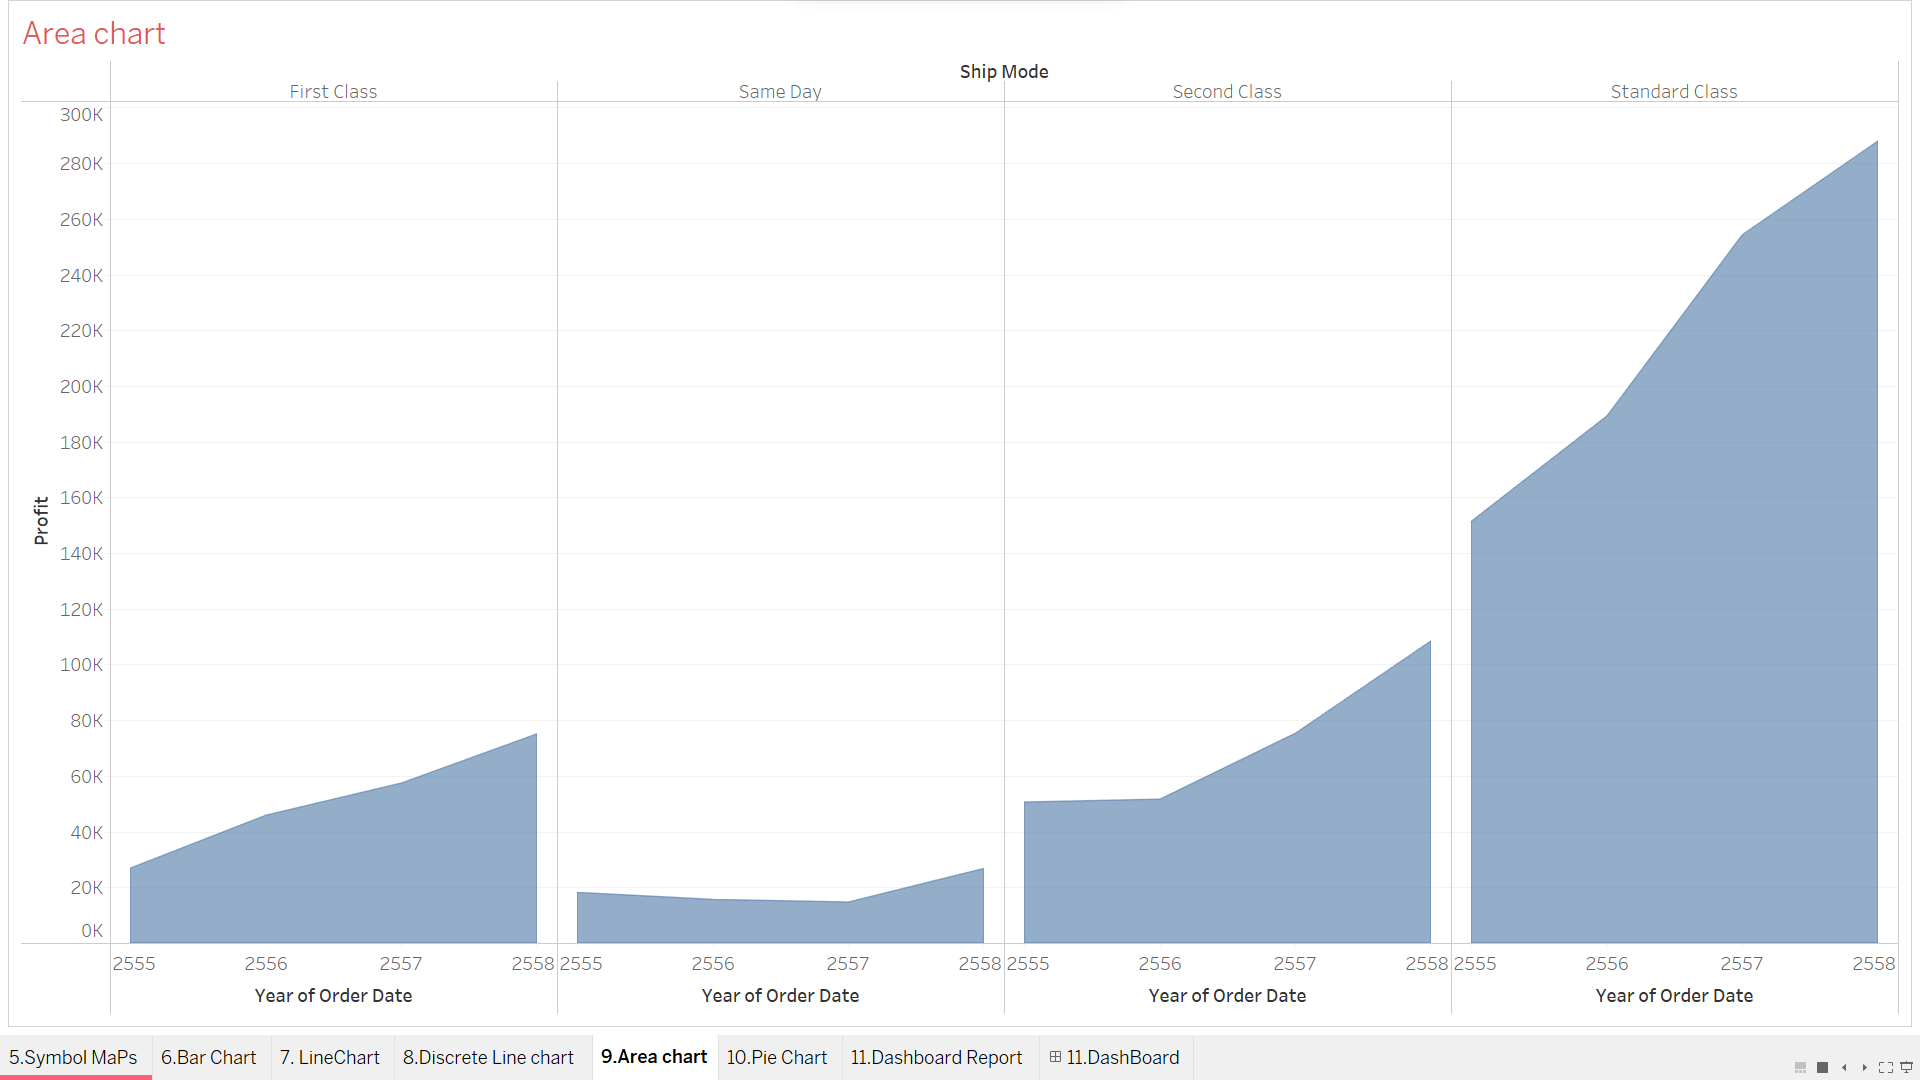 Area chart
Ship Mode
First Class Same Day Second Class Standard Class
300K
280K
260K
240K
220K
200K
180K
160K
140K
120K
100K
80K
60K
40K
20K
0K
Profit
2555 2556 2557 2558 2555 2556 2557 2558 2555 2556 2557 2558 2555 2556 2557 2558
Year of Order Date Year of Order Date Year of Order Date Year of Order Date
5.Symbol MaPs 6.Bar Chart 7. LineChart 8.Discrete Line chart 9.Area chart 10.Pie Chart 11.Dashboard Report 11.DashBoard